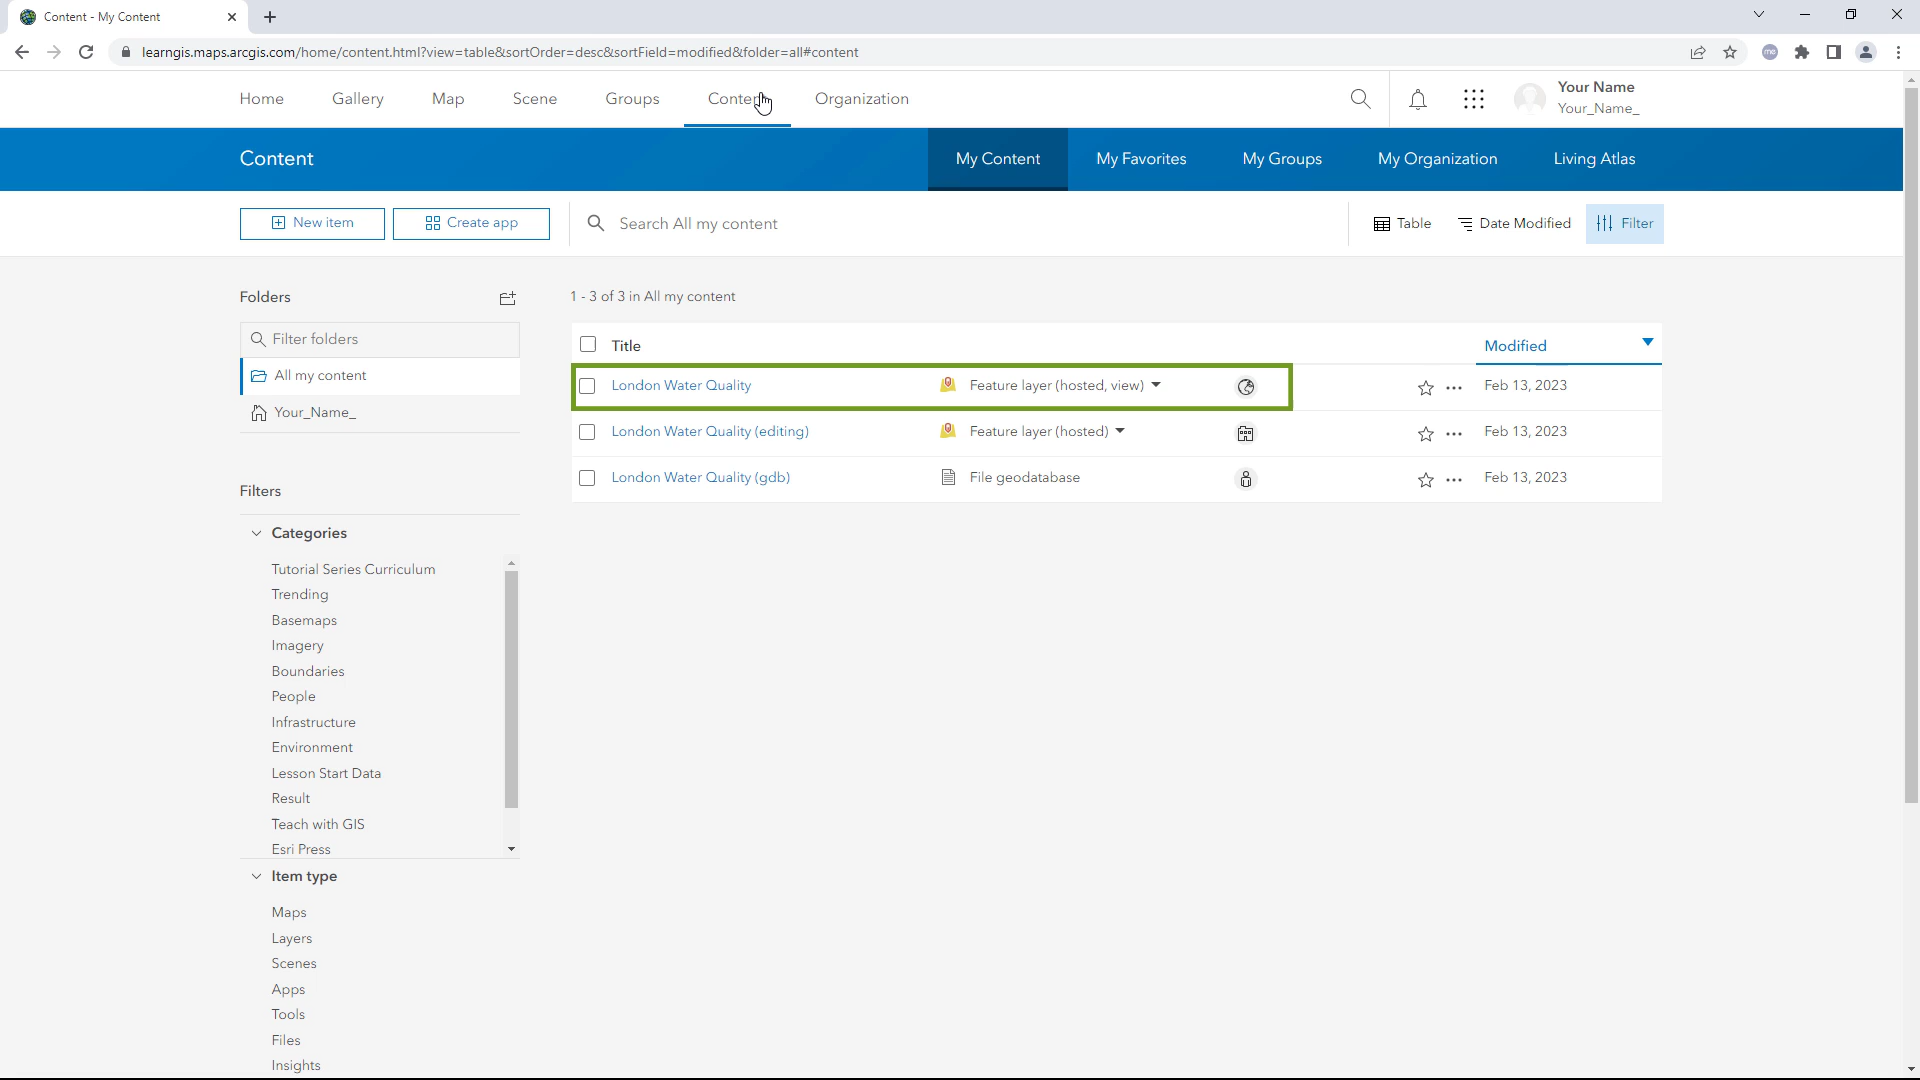 Content - My Content
learngis.maps.arcgis.com/home/content.html?view=table&sortOrder=desc&sortField=modified&folder=all#content
Home Gallery Map Scene Groups Content Organization
Your Name
Your_Name_
Content My Content My Favorites My Groups My Organization Living Atlas
New item Create app Search All my content Table Date Modified Filter
Folders 1 - 3 of 3 in All my content
Filter folders Title Modified
All my content London Water Quality Feature layer (hosted, view) Feb 13, 2023
Your_Name_ London Water Quality (editing) Feature layer (hosted) Feb 13, 2023
London Water Quality (gdb) File geodatabase Feb 13, 2023
Filters
Categories
Tutorial Series Curriculum
Trending
Basemaps
Imagery
Boundaries
People
Infrastructure
Environment
Lesson Start Data
Result
Teach with GIS
Esri Press
Item type
Maps
Layers
Scenes
Apps
Tools
Files
Insights